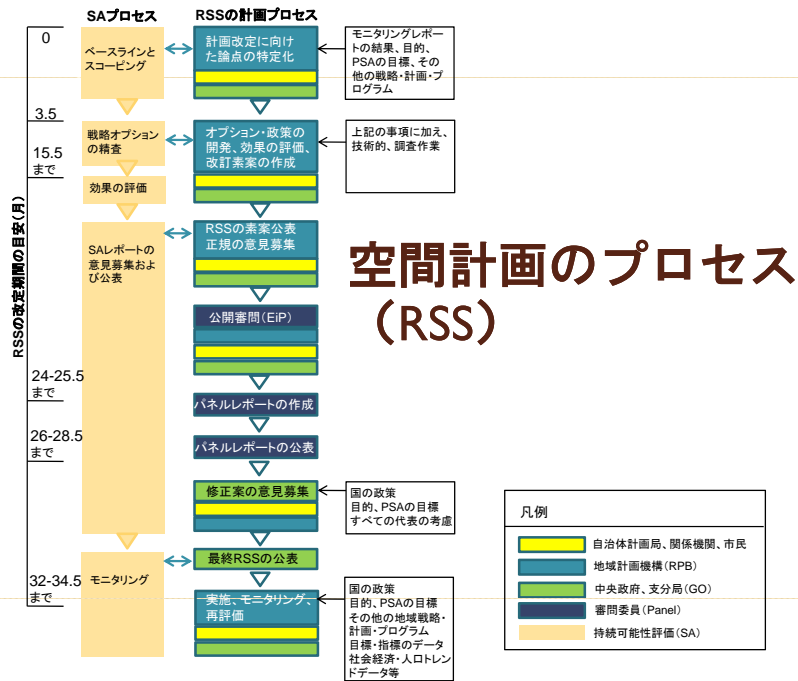 SAプロセス
RSSの計画プロセス
RSSの改定期間の目安(月)
0
3.5
15.5
まで
24-25.5
まで
26-28.5
まで
32-34.5
まで
ベースラインと
スコーピング
戦略オプション
の精査
効果の評価
SAレポートの
意見募集およ
び公表
モニタリング
計画改定に向け
た論点の特定化
オプション・政策の
開発、効果の評価、
改訂素案の作成
RSSの素案公表
正規の意見募集
公開審問(EiP)
パネルレポートの作成
パネルレポートの公表
修正案の意見募集
最終RSSの公表
実施、モニタリング、
再評価
モニタリングレポー
トの結果、目的、
PSAの目標、その
他の戦略・計画・プ
ログラム
上記の事項に加え、
技術的、調査作業
国の政策
目的、PSAの目標
すべての代表の考慮
国の政策
目的、PSAの目標
その他の地域戦略・
計画・プログラム
目標・指標のデータ
社会経済・人口トレン
ドデータ等
空間計画のプロセス
(RSS)
凡例
自治体計画局、関係機関、市民
地域計画機構(RPB)
中央政府、支分局(GO)
審問委員(Panel)
持続可能性評価(SA)